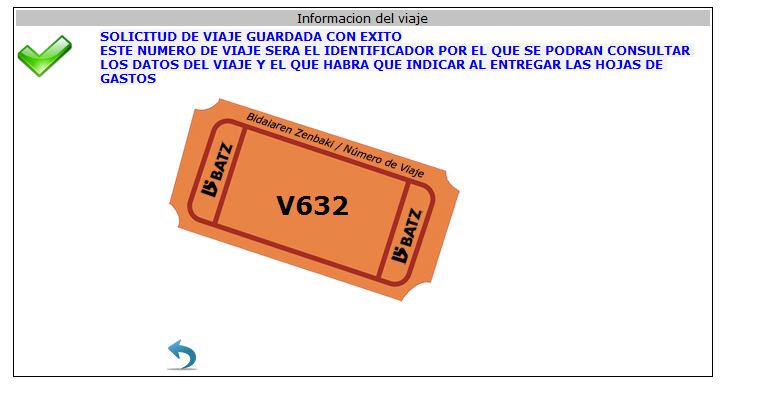 Informacion del viaje
SOLICITUD DE VIAJE GUARDADA CON EXITO
ESTE NUMERO DE VIAJE SERA EL IDENTIFICADOR POR EL QUE SE PODRAN CONSULTAR
LOS DATOS DEL VIAJE Y EL QUE HABRA QUE INDICAR AL ENTREGAR LAS HOJAS DE
GASTOS
Bidaiaren Zenbaki / Número de Viaje
BATZ
V632
BATZ